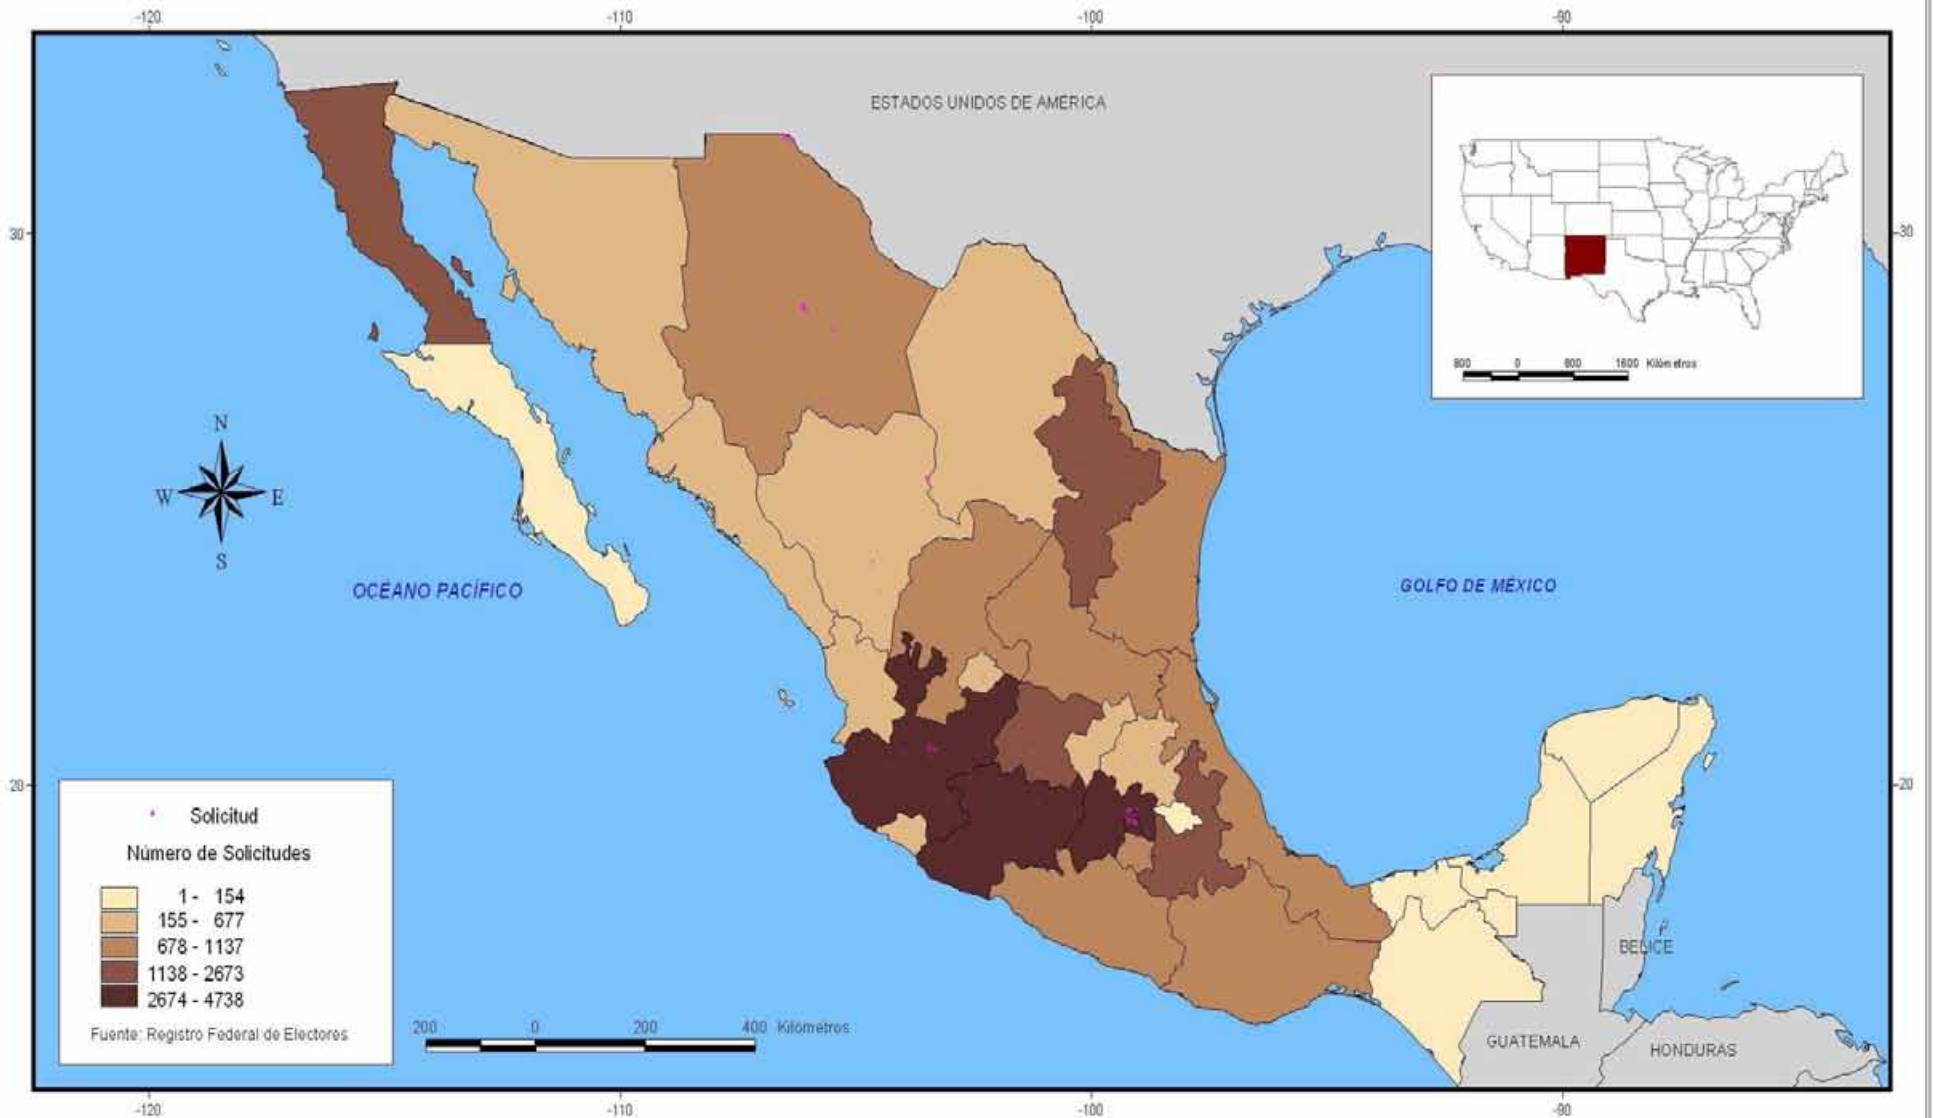 -120 -110 -100 -90
ESTADOS UNIDOS DE AMÉRICA
30 30
800 0 800 1600 Kilómetros
N
W E
S
OCÉANO PACÍFICO
GOLFO DE MÉXICO
20 20
Solicitud
Número de Solicitudes
1 - 154
155 - 677
678 - 1137
1138 - 2673
2674 - 4738
Fuente: Registro Federal de Electores
200 0 200 400 Kilómetros
BELICE
GUATEMALA
HONDURAS
-120 -110 -100 -90